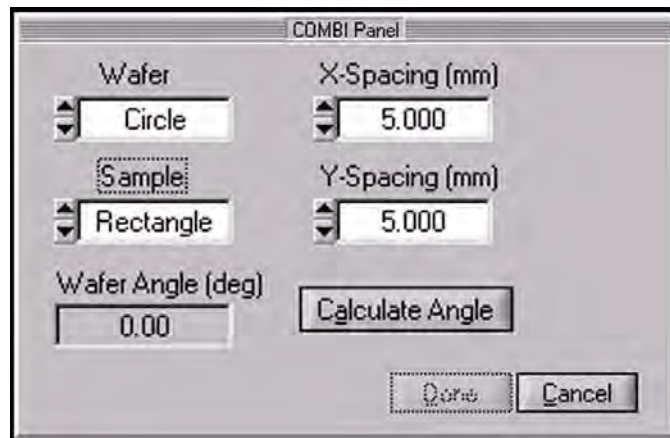 COMBI Panel
Wafer
X-Spacing (mm)
Circle
5.000
Sample
Y-Spacing (mm)
Rectangle
5.000
Wafer Angle (deg)
0.00
Calculate Angle
Done
Cancel